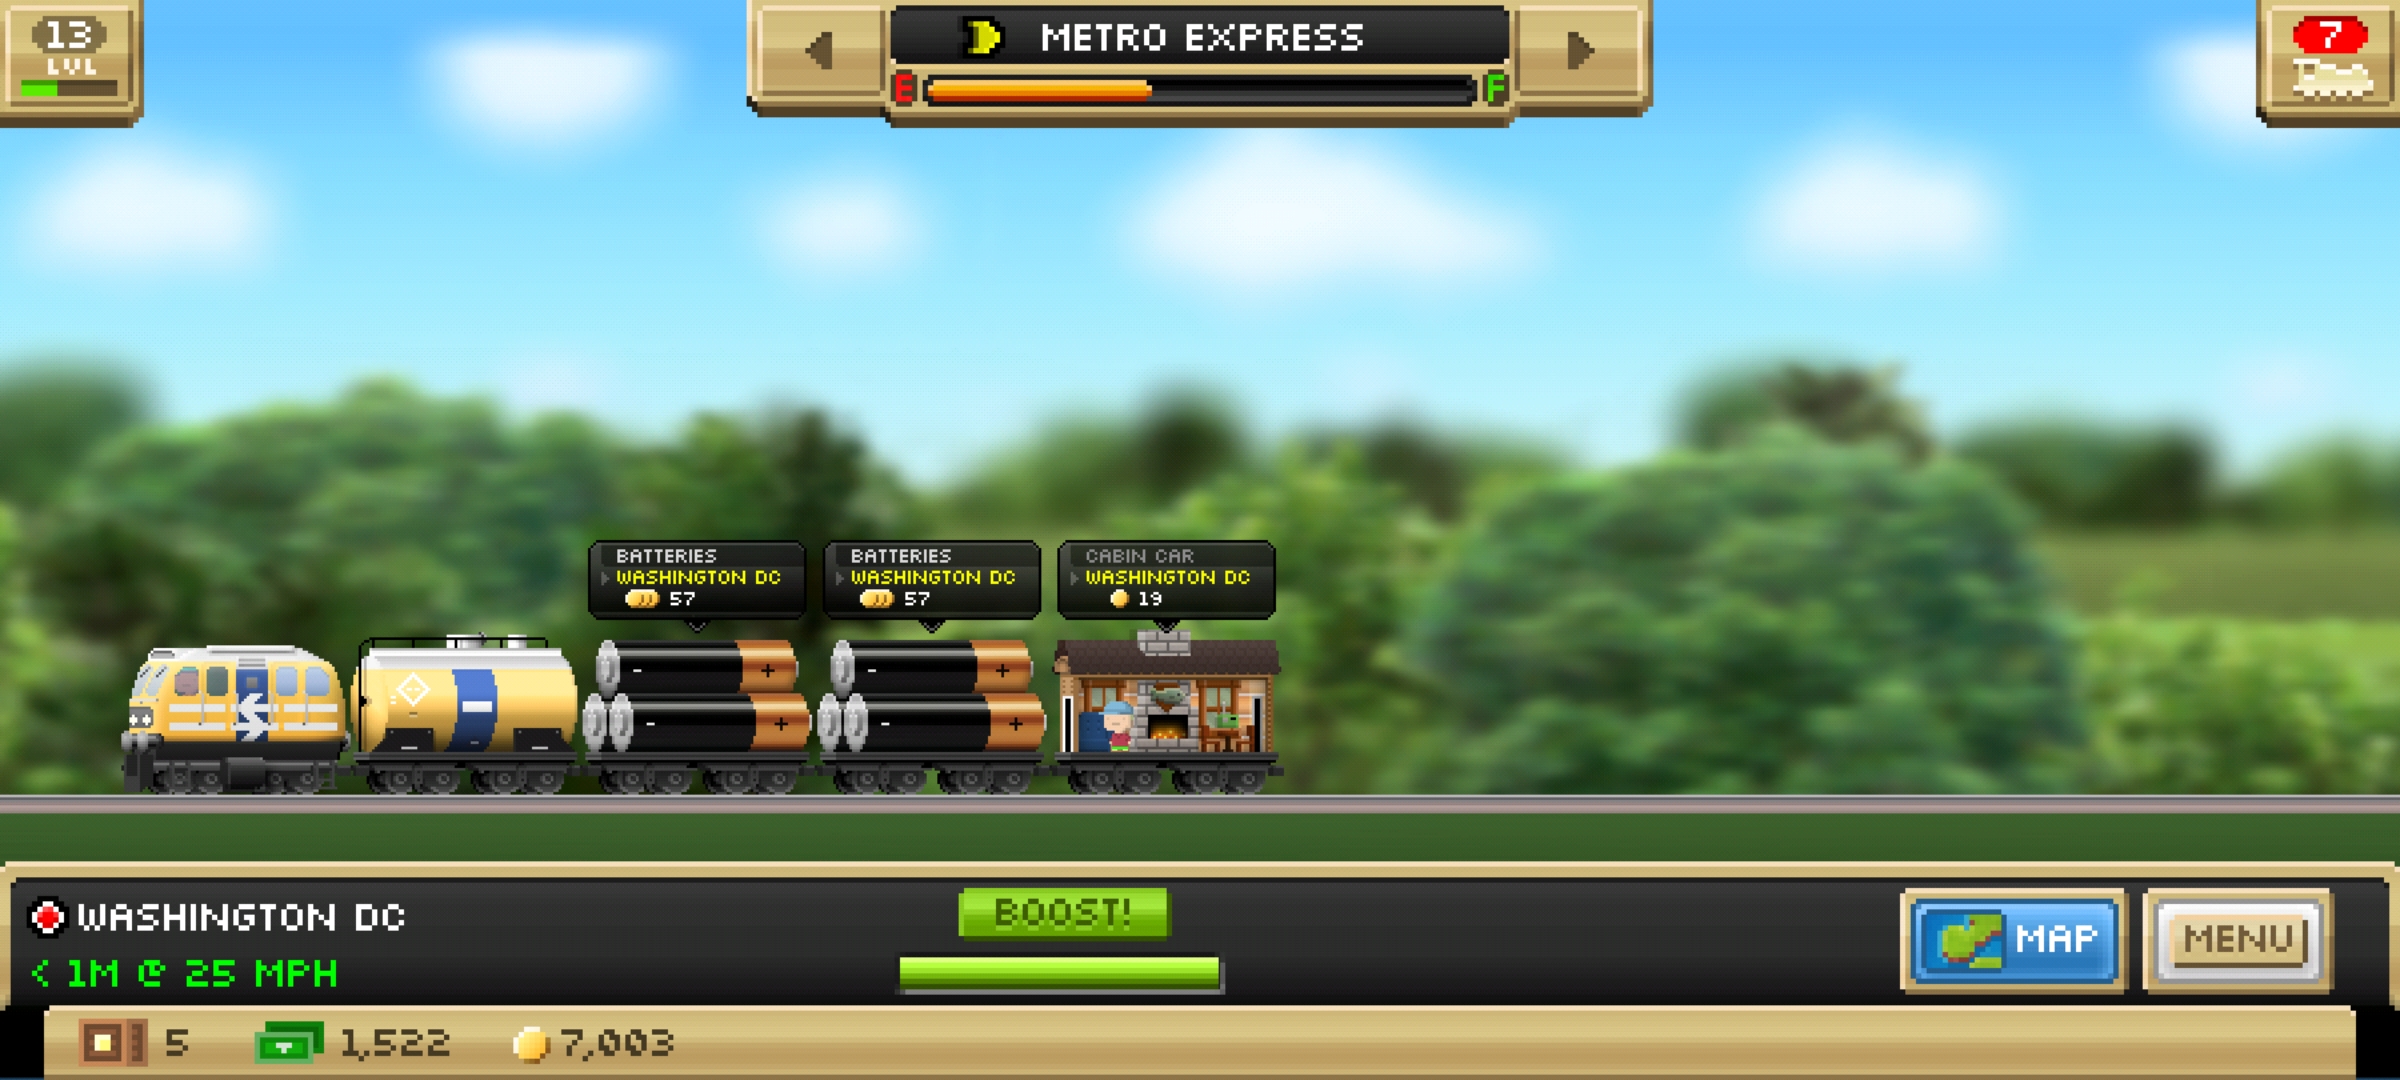 13
LVL
METRO EXPRESS
E F
7
BATTERIES
WASHINGTON DC
57
BATTERIES
WASHINGTON DC
57
CABIN CAR
WASHINGTON DC
19
- +
- +
- +
- +
WASHINGTON DC
< 1M @ 25 MPH
BOOST!
MAP
MENU
5
1,522
7,003